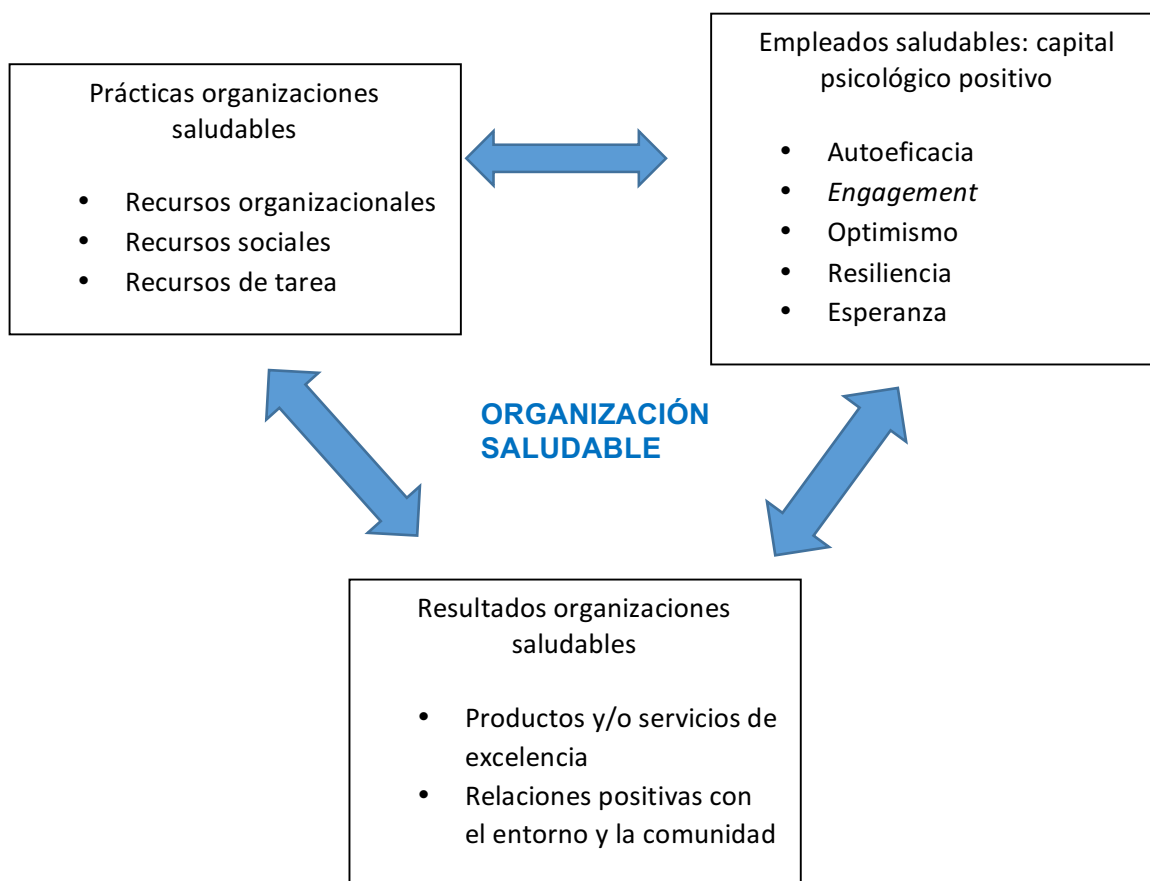 Prácticas organizaciones
saludables
• Recursos organizacionales
• Recursos sociales
• Recursos de tarea
Empleados saludables: capital
psicológico positivo
• Autoeficacia
• Engagement
• Optimismo
• Resiliencia
• Esperanza
ORGANIZACIÓN
SALUDABLE
Resultados organizaciones
saludables
• Productos y/o servicios de
excelencia
• Relaciones positivas con
el entorno y la comunidad